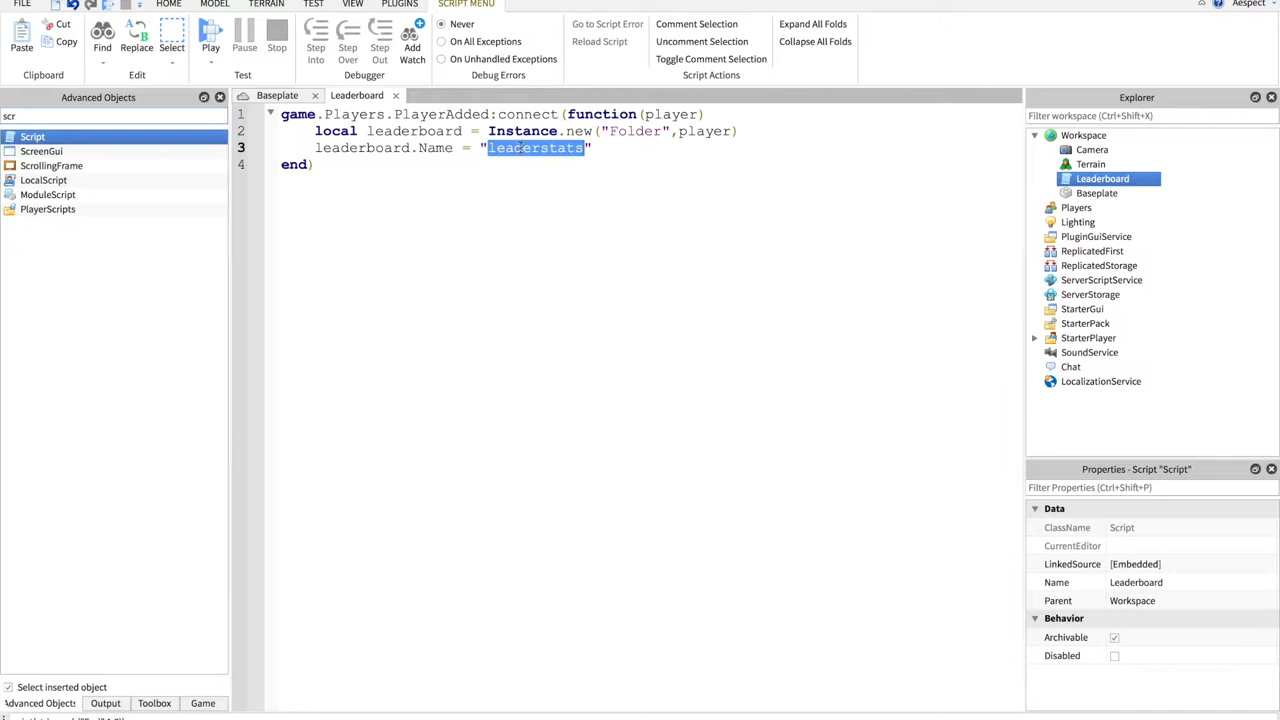 FILE HOME MODEL TERRAIN TEST VIEW PLUGINS SCRIPT MENU Aespect
Paste Cut Copy
Clipboard
Find Replace Select
Edit
Play Pause Stop
Test
Step Into Step Over Step Out Add Watch
Debugger
Never
On All Exceptions
On Unhandled Exceptions
Debug Errors
Go to Script Error
Reload Script
Comment Selection
Uncomment Selection
Toggle Comment Selection
Script Actions
Expand All Folds
Collapse All Folds
Advanced Objects
scr
Script
ScreenGui
ScrollingFrame
LocalScript
ModuleScript
PlayerScripts
Select inserted object
Advanced Objects Output Toolbox Game
Baseplate Leaderboard
1 game.Players.PlayerAdded:connect(function(player)
2 local leaderboard = Instance.new("Folder",player)
3 leaderboard.Name = "leaderstats"
4 end)
Explorer
Filter workspace (Ctrl+Shift+X)
Workspace
Camera
Terrain
Leaderboard
Baseplate
Players
Lighting
PluginGuiService
ReplicatedFirst
ReplicatedStorage
ServerScriptService
ServerStorage
StarterGui
StarterPack
StarterPlayer
SoundService
Chat
LocalizationService
Properties - Script "Script"
Filter Properties (Ctrl+Shift+P)
Data
ClassName Script
CurrentEditor
LinkedSource [Embedded]
Name Leaderboard
Parent Workspace
Behavior
Archivable
Disabled